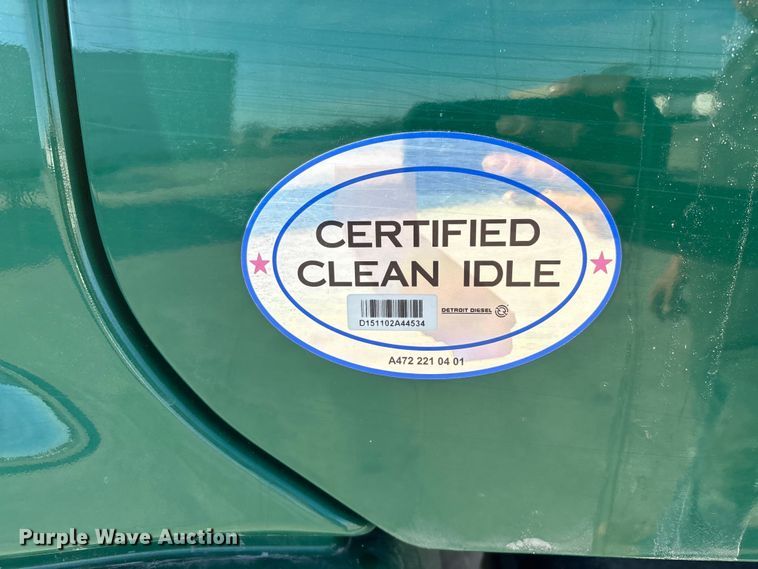 CERTIFIED
CLEAN IDLE
D151102A44534
DETROIT DIESEL
A472 221 04 01
Purple Wave Auction